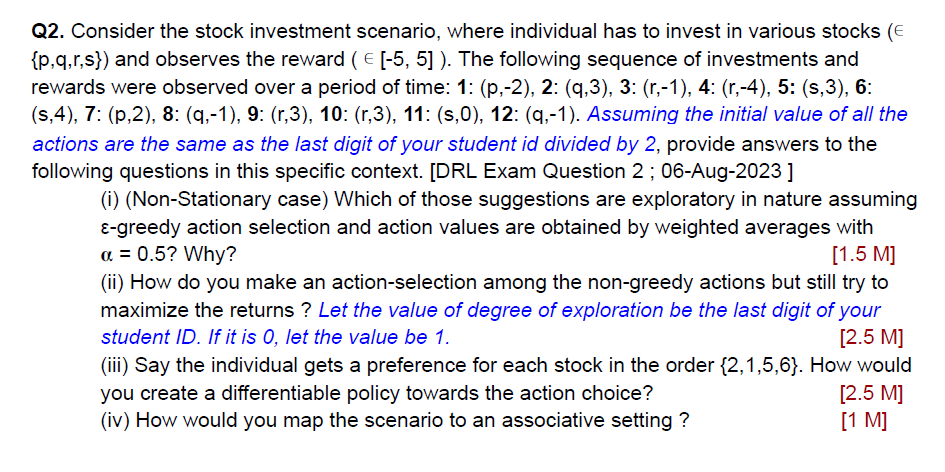 Q2. Consider the stock investment scenario, where individual has to invest in various stocks (∈
{p,q,r,s}) and observes the reward ( ∈ [-5, 5] ). The following sequence of investments and
rewards were observed over a period of time: 1: (p,-2), 2: (q,3), 3: (r,-1), 4: (r,-4), 5: (s,3), 6:
(s,4), 7: (p,2), 8: (q,-1), 9: (r,3), 10: (r,3), 11: (s,0), 12: (q,-1). Assuming the initial value of all the
actions are the same as the last digit of your student id divided by 2, provide answers to the
following questions in this specific context. [DRL Exam Question 2 ; 06-Aug-2023 ]
(i) (Non-Stationary case) Which of those suggestions are exploratory in nature assuming
ε-greedy action selection and action values are obtained by weighted averages with
α = 0.5? Why? [1.5 M]
(ii) How do you make an action-selection among the non-greedy actions but still try to
maximize the returns ? Let the value of degree of exploration be the last digit of your
student ID. If it is 0, let the value be 1. [2.5 M]
(iii) Say the individual gets a preference for each stock in the order {2,1,5,6}. How would
you create a differentiable policy towards the action choice? [2.5 M]
(iv) How would you map the scenario to an associative setting ? [1 M]